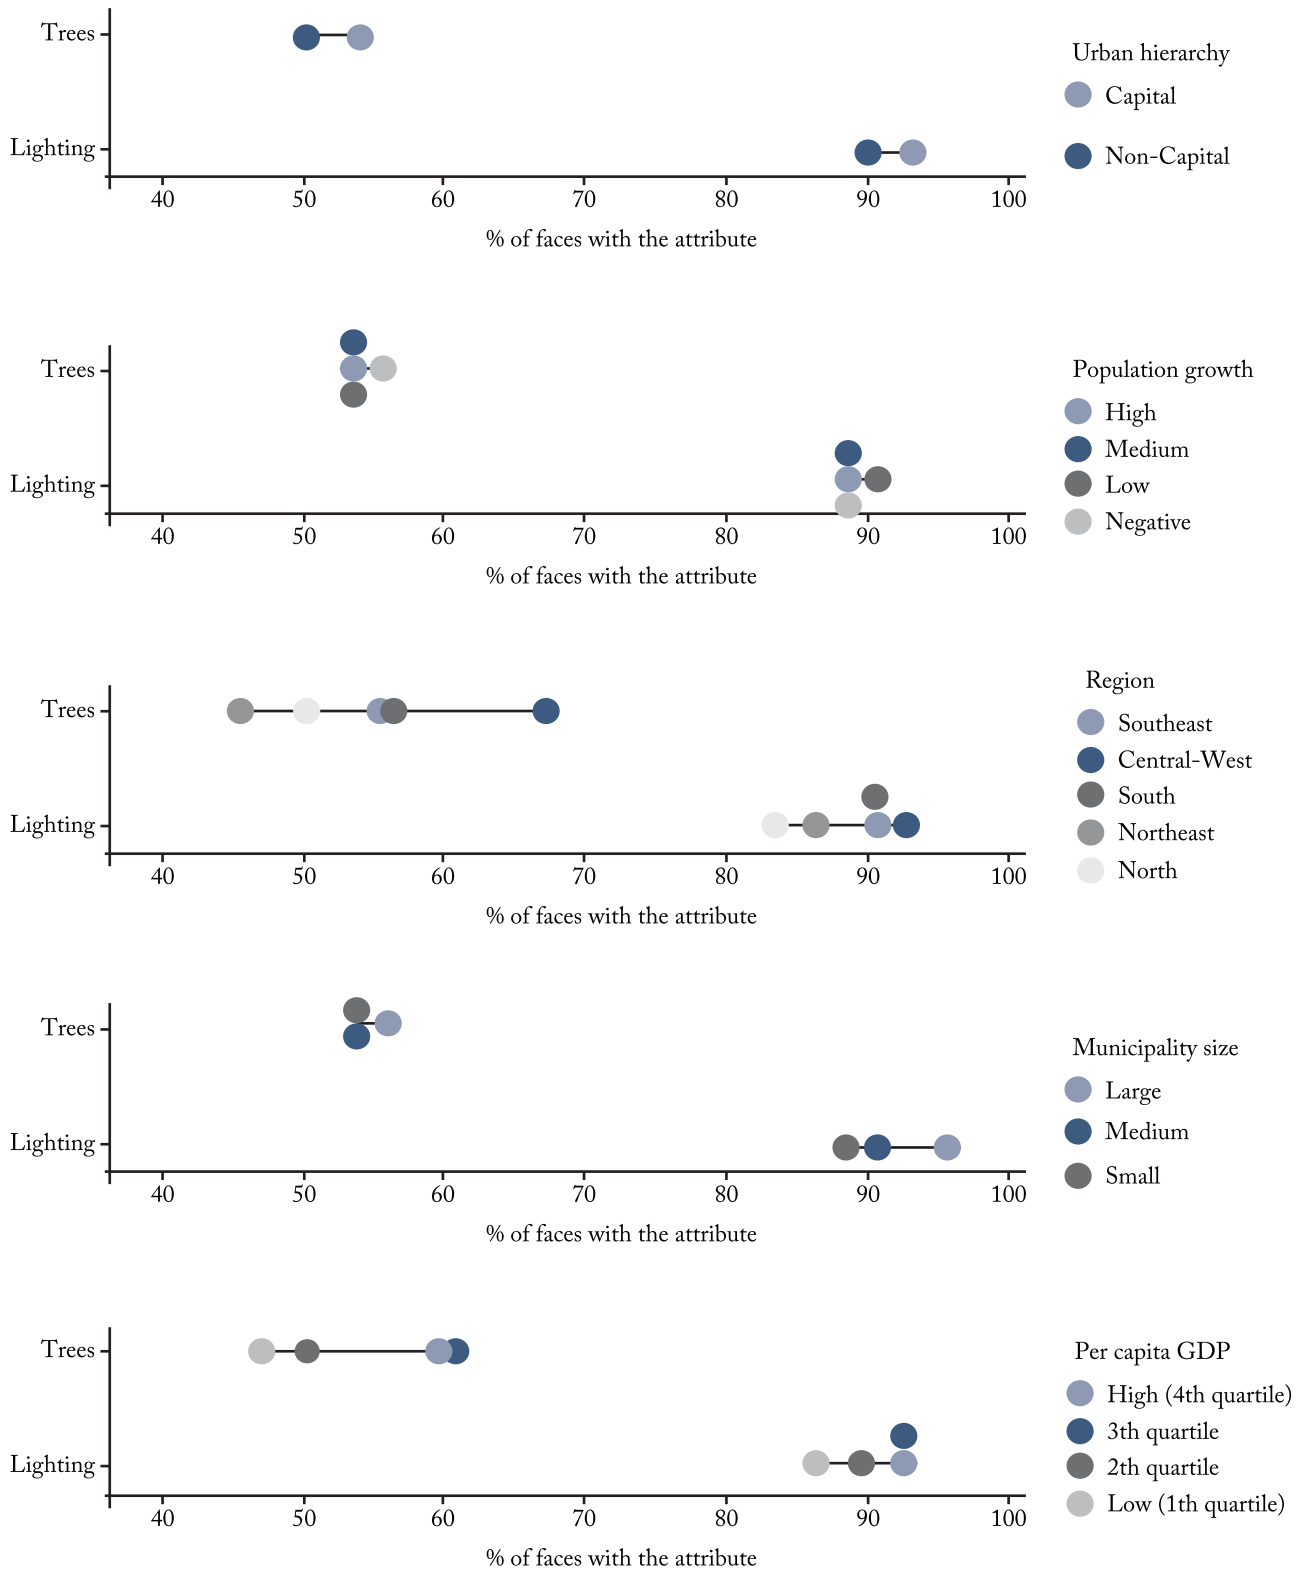 Trees
Lighting
40 50 60 70 80 90 100
% of faces with the attribute
Urban hierarchy
Capital
Non-Capital
Trees
Lighting
40 50 60 70 80 90 100
% of faces with the attribute
Population growth
High
Medium
Low
Negative
Trees
Lighting
40 50 60 70 80 90 100
% of faces with the attribute
Region
Southeast
Central-West
South
Northeast
North
Trees
Lighting
40 50 60 70 80 90 100
% of faces with the attribute
Municipality size
Large
Medium
Small
Trees
Lighting
40 50 60 70 80 90 100
% of faces with the attribute
Per capita GDP
High (4th quartile)
3th quartile
2th quartile
Low (1th quartile)